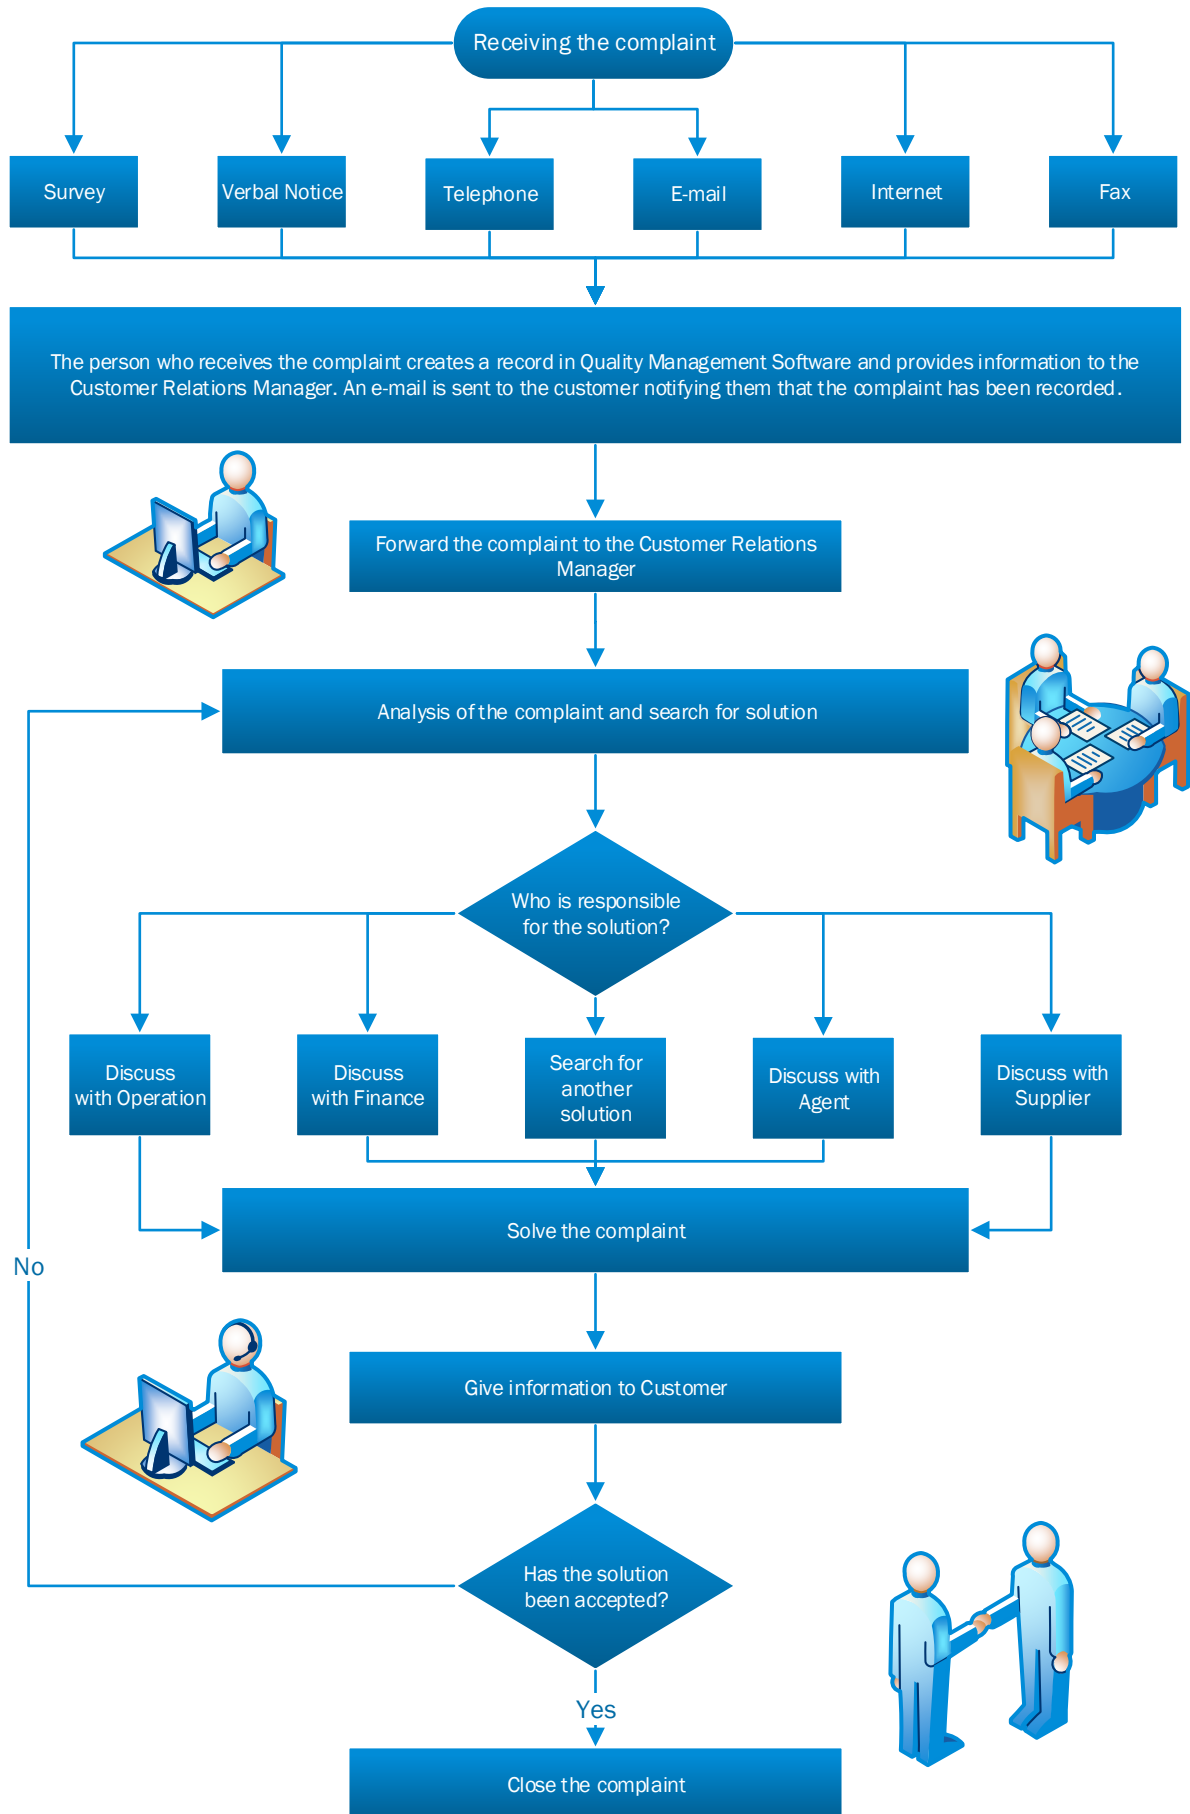 Receiving the complaint
Survey
Verbal Notice
Telephone
E-mail
Internet
Fax
The person who receives the complaint creates a record in Quality Management Software and provides information to the
Customer Relations Manager. An e-mail is sent to the customer notifying them that the complaint has been recorded.
Forward the complaint to the Customer Relations
Manager
Analysis of the complaint and search for solution
Who is responsible
for the solution?
Discuss
with Operation
Discuss
with Finance
Search for
another
solution
Discuss with
Agent
Discuss with
Supplier
Solve the complaint
No
Give information to Customer
Has the solution
been accepted?
Yes
Close the complaint